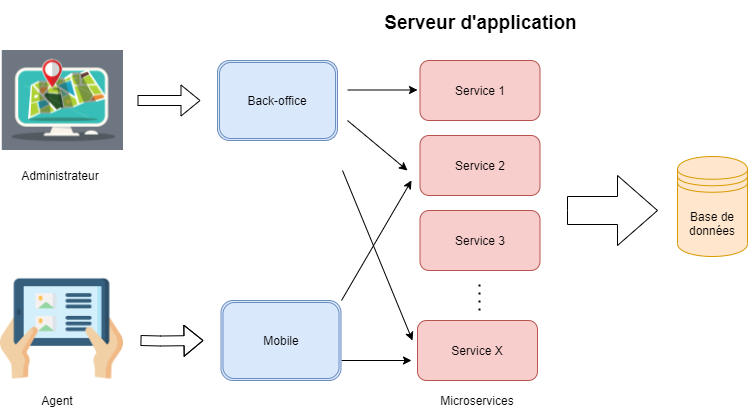 Serveur d'application
Back-office
Service 1
Administrateur
Service 2
Service 3
Base de
données
Mobile
Service X
Agent
Microservices